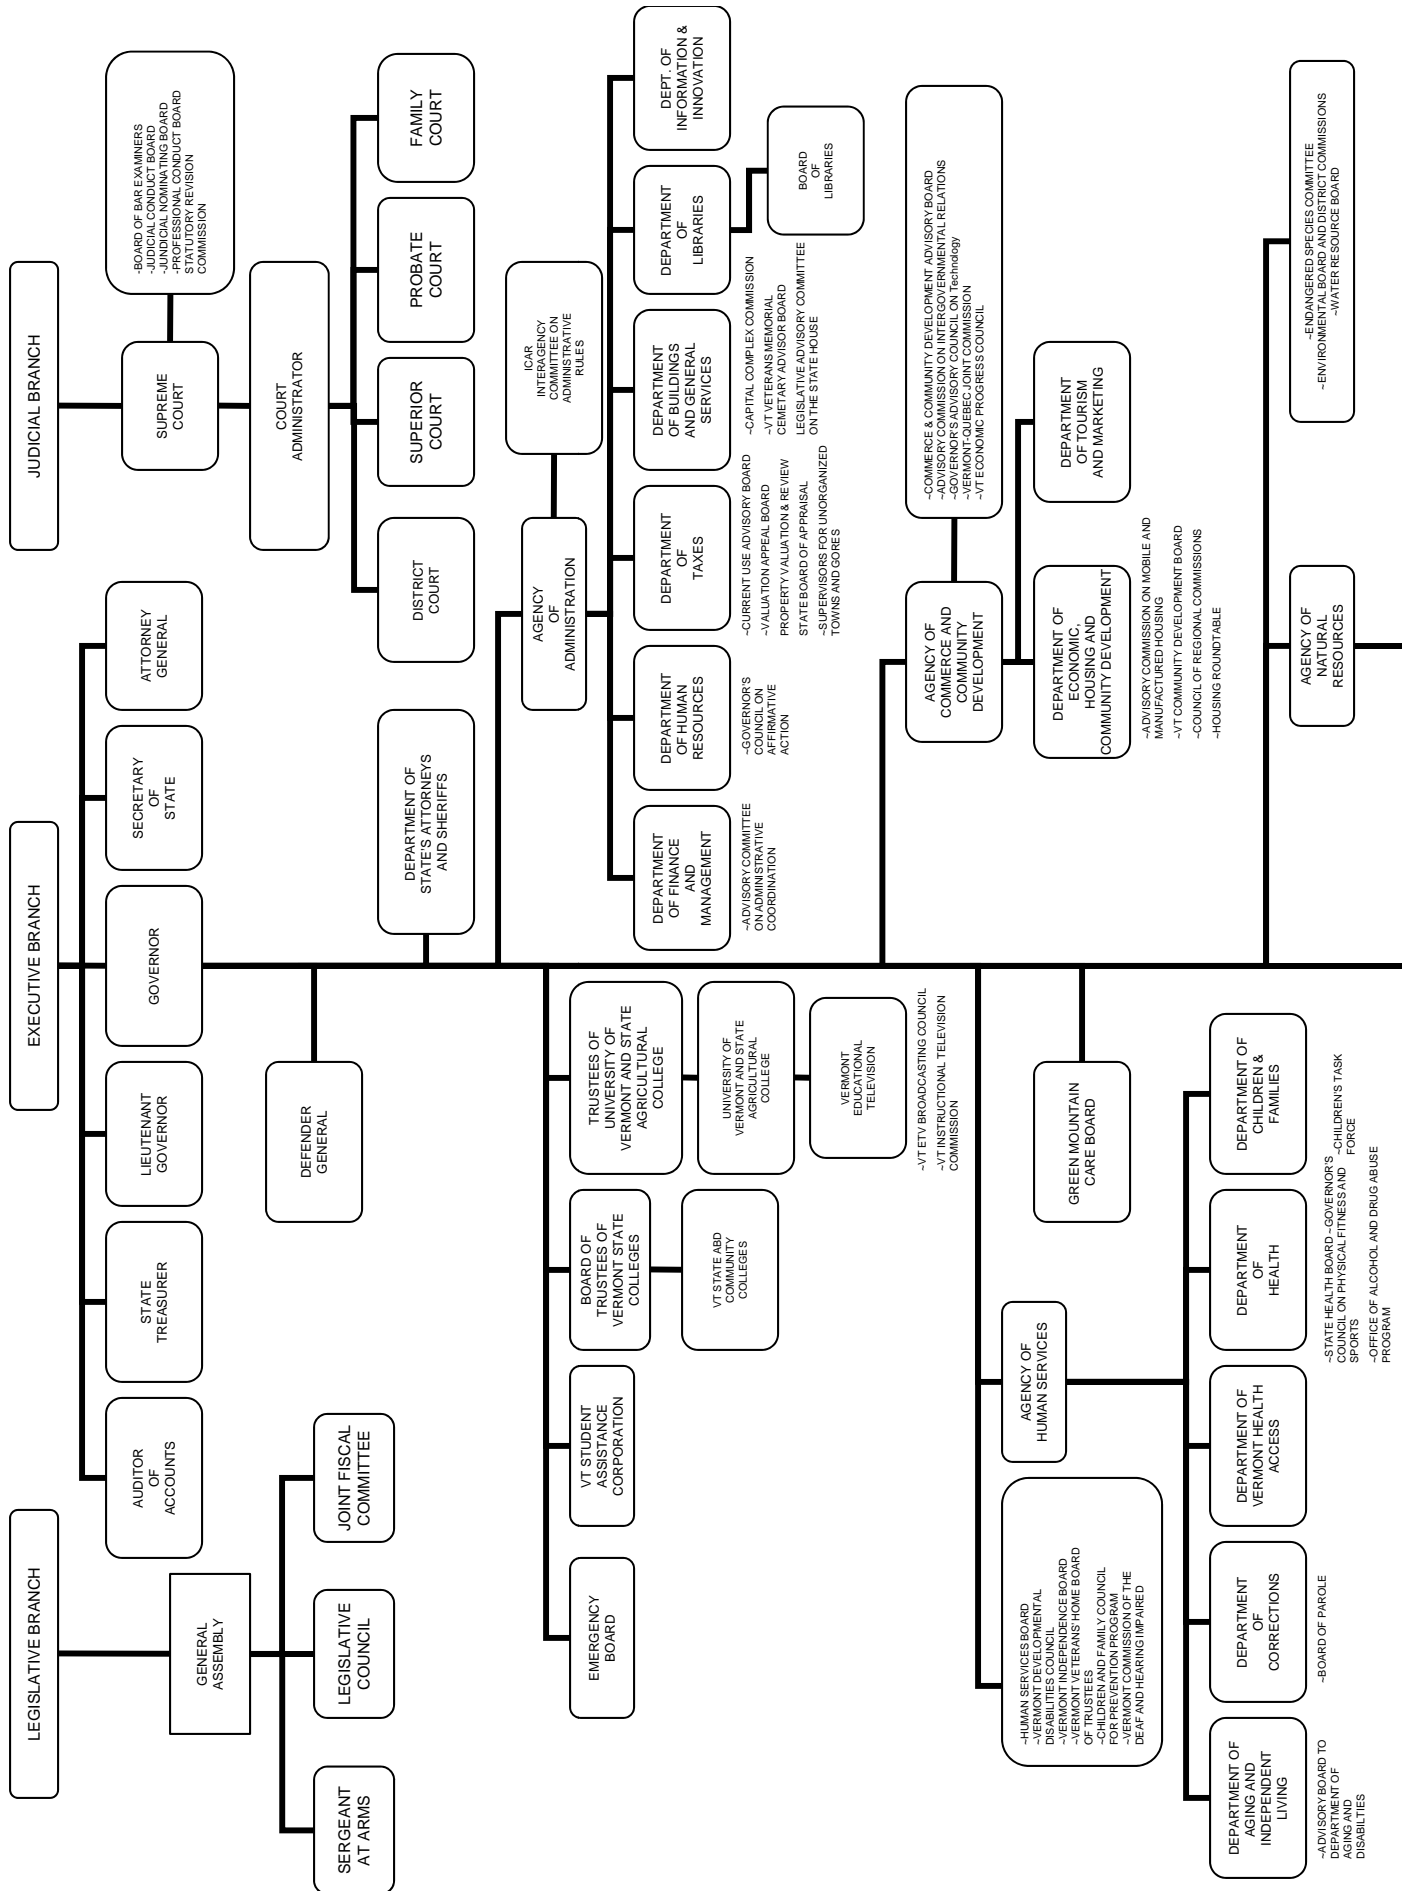 LEGISLATIVE BRANCH
EXECUTIVE BRANCH
JUDICIAL BRANCH
GENERAL
ASSEMBLY
SERGEANT
AT ARMS
LEGISLATIVE
COUNCIL
JOINT FISCAL
COMMITTEE
AUDITOR
OF
ACCOUNTS
STATE
TREASURER
LIEUTENANT
GOVERNOR
GOVERNOR
SECRETARY
OF
STATE
ATTORNEY
GENERAL
SUPREME
COURT
-BOARD OF BAR EXAMINERS
-JUDICIAL CONDUCT BOARD
-JUNDICIAL NOMINATING BOARD
-PROFESSIONAL CONDUCT BOARD
STATUTORY REVISION
COMMISSION
COURT
ADMINISTRATOR
DISTRICT
COURT
SUPERIOR
COURT
PROBATE
COURT
FAMILY
COURT
DEFENDER
GENERAL
DEPARTMENT OF
STATE'S ATTORNEYS
AND SHERIFFS
AGENCY
OF
ADMINISTRATION
ICAR
INTERAGENCY
COMMITTEE ON
ADMINISTRATIVE
RULES
EMERGENCY
BOARD
VT STUDENT
ASSISTANCE
CORPORATION
BOARD OF
TRUSTEES OF
VERMONT STATE
COLLEGES
VT STATE ABD
COMMUNITY
COLLEGES
TRUSTEES OF
UNIVERSITY OF
VERMONT AND STATE
AGRICULTURAL
COLLEGE
UNIVERSITY OF
VERMONT AND STATE
AGRICULTURAL
COLLEGE
VERMONT
EDUCATIONAL
TELEVISION
~VT ETV BROADCASTING COUNCIL
~VT INSTRUCTIONAL TELEVISION
COMMISSION
DEPARTMENT
OF FINANCE
AND
MANAGEMENT
~ADVISORY COMMITTEE
ON ADMINISTRATIVE
COORDINATION
DEPARTMENT
OF HUMAN
RESOURCES
~GOVERNOR'S
COUNCIL ON
AFFIRMATIVE
ACTION
DEPARTMENT
OF
TAXES
~CURRENT USE ADVISORY BOARD
~VALUATION APPEAL BOARD
PROPERTY VALUATION & REVIEW
STATE BOARD OF APPRAISAL
~SUPERVISORS FOR UNORGANIZED
TOWNS AND GORES
DEPARTMENT
OF BUILDINGS
AND GENERAL
SERVICES
~CAPITAL COMPLEX COMMISSION
~VT VETERANS MEMORIAL
CEMETARY ADVISOR BOARD
LEGISLATIVE ADVISORY COMMITTEE
ON THE STATE HOUSE
DEPARTMENT
OF
LIBRARIES
BOARD
OF
LIBRARIES
DEPT. OF
INFORMATION &
INNOVATION
AGENCY OF
COMMERCE AND
COMMUNITY
DEVELOPMENT
~COMMERCE & COMMUNITY DEVELOPMENT ADVISORY BOARD
~ADVISORY COMMISSION ON INTERGOVERNMENTAL RELATIONS
~GOVERNOR'S ADVISORY COUNCIL ON Technology
~VERMONT-QUEBEC JOINT COMMISSION
~VT ECONOMIC PROGRESS COUNCIL
DEPARTMENT OF
ECONOMIC,
HOUSING AND
COMMUNITY DEVELOPMENT
~ADVISORY COMMISSION ON MOBILE AND
MANUFACTURED HOUSING
~VT COMMUNITY DEVELOPMENT BOARD
~COUNCIL OF REGIONAL COMMISSIONS
~HOUSING ROUNDTABLE
DEPARTMENT
OF TOURISM
AND MARKETING
~HUMAN SERVICES BOARD
~VERMONT DEVELOPMENTAL
DISABILITIES COUNCIL
~VERMONT INDEPENDENCE BOARD
~VERMONT VETERANS' HOME BOARD
OF TRUSTEES
~CHILDREN AND FAMILY COUNCIL
FOR PREVENTION PROGRAM
~VERMONT COMMISSION OF THE
DEAF AND HEARING IMPAIRED
AGENCY OF
HUMAN SERVICES
GREEN MOUNTAIN
CARE BOARD
DEPARTMENT OF
AGING AND
INDEPENDENT
LIVING
~ADVISORY BOARD TO
DEPARTMENT OF
AGING AND
DISABILTIES
DEPARTMENT
OF
CORRECTIONS
~BOARD OF PAROLE
DEPARTMENT OF
VERMONT HEALTH
ACCESS
DEPARTMENT
OF
HEALTH
~STATE HEALTH BOARD ~GOVERNOR'S
COUNCIL ON PHYSICAL FITNESS AND
SPORTS
~OFFICE OF ALCOHOL AND DRUG ABUSE
PROGRAM
DEPARTMENT OF
CHILDREN &
FAMILIES
~CHILDREN'S TASK
FORCE
AGENCY OF
NATURAL
RESOURCES
~ENDANGERED SPECIES COMMITTEE
~ENVIRONMENTAL BOARD AND DISTRICT COMMISSIONS
~WATER RESOURCE BOARD